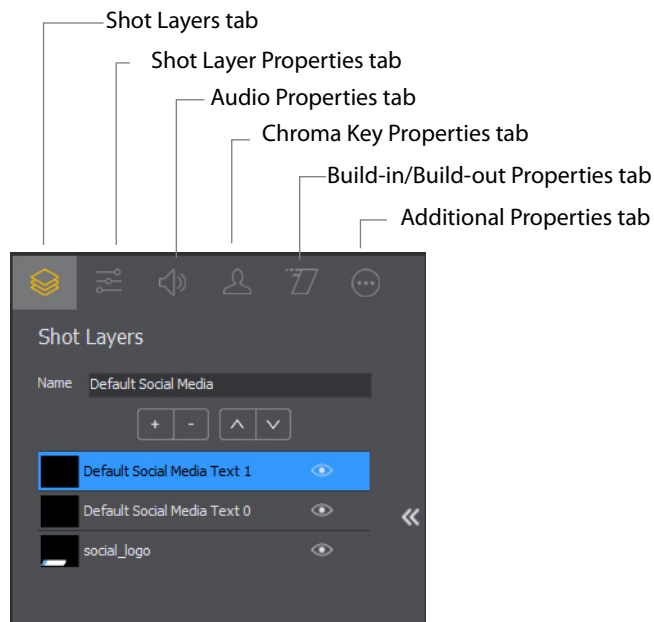 Shot Layers tab
Shot Layer Properties tab
Audio Properties tab
Chroma Key Properties tab
Build-in/Build-out Properties tab
Additional Properties tab
Shot Layers
Name Default Social Media
+ - ∧ ∨
Default Social Media Text 1
Default Social Media Text 0
social_logo